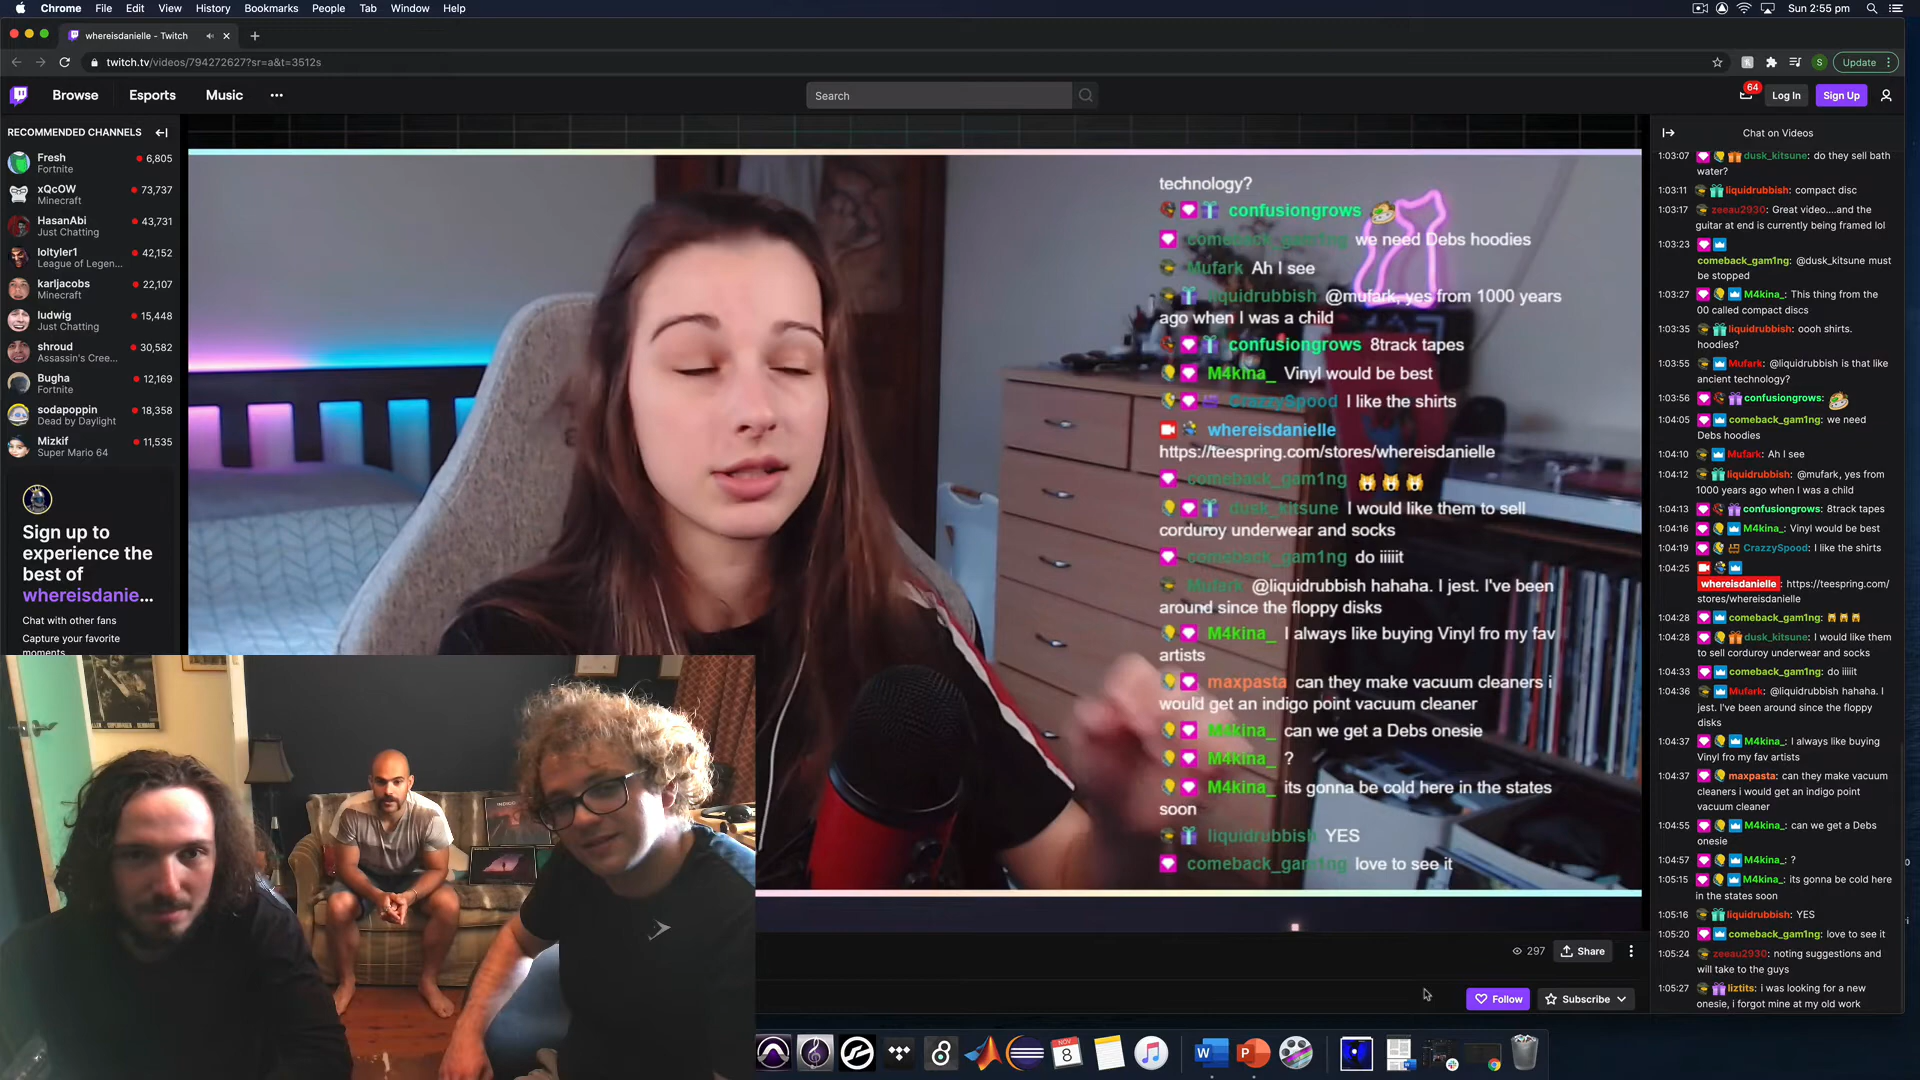 Chrome File Edit View History Bookmarks People Tab Window Help
Sun 2:55 pm
whereisdanielle - Twitch
twitch.tv/videos/794272627?sr=a&t=3512s
S Update
Browse Esports Music
Search
64
Log In
Sign Up
RECOMMENDED CHANNELS
Fresh 6,805
Fortnite
xQcOW 73,737
Minecraft
HasanAbi 43,731
Just Chatting
loltyler1 42,152
League of Legen...
karljacobs 22,107
Minecraft
ludwig 15,448
Just Chatting
shroud 30,582
Assassin's Cree...
Bugha 12,169
Fortnite
sodapoppin 18,358
Dead by Daylight
Mizkif 11,535
Super Mario 64
Sign up to
experience the
best of
whereisdanie...
Chat with other fans
Capture your favorite
moments
technology?
confusiongrows
comeback_gam1ng we need Debs hoodies
Mufark Ah I see
liquidrubbish @mufark, yes from 1000 years
ago when I was a child
confusiongrows 8track tapes
M4kina_ Vinyl would be best
CrazzySpood I like the shirts
whereisdanielle
https://teespring.com/stores/whereisdanielle
comeback_gam1ng
dusk_kitsune I would like them to sell
corduroy underwear and socks
comeback_gam1ng do iiiiit
Mufark @liquidrubbish hahaha. I jest. I've been
around since the floppy disks
M4kina_ I always like buying Vinyl fro my fav
artists
maxpasta can they make vacuum cleaners i
would get an indigo point vacuum cleaner
M4kina_ can we get a Debs onesie
M4kina_ ?
M4kina_ its gonna be cold here in the states
soon
liquidrubbish YES
comeback_gam1ng love to see it
297
Share
Follow
Subscribe
Chat on Videos
1:03:07 dusk_kitsune: do they sell bath
water?
1:03:11 liquidrubbish: compact disc
1:03:17 zeeau2930: Great video....and the
guitar at end is currently being framed lol
1:03:23
comeback_gam1ng: @dusk_kitsune must
be stopped
1:03:27 M4kina_: This thing from the
00 called compact discs
1:03:35 liquidrubbish: oooh shirts.
hoodies?
1:03:55 Mufark: @liquidrubbish is that like
ancient technology?
1:03:56 confusiongrows:
1:04:05 comeback_gam1ng: we need
Debs hoodies
1:04:10 Mufark: Ah I see
1:04:12 liquidrubbish: @mufark, yes from
1000 years ago when I was a child
1:04:13 confusiongrows: 8track tapes
1:04:16 M4kina_: Vinyl would be best
1:04:19 CrazzySpood: I like the shirts
1:04:25
whereisdanielle: https://teespring.com/
stores/whereisdanielle
1:04:28 comeback_gam1ng:
1:04:28 dusk_kitsune: I would like them
to sell corduroy underwear and socks
1:04:33 comeback_gam1ng: do iiiiit
1:04:36 Mufark: @liquidrubbish hahaha. I
jest. I've been around since the floppy
disks
1:04:37 M4kina_: I always like buying
Vinyl fro my fav artists
1:04:37 maxpasta: can they make vacuum
cleaners i would get an indigo point
vacuum cleaner
1:04:55 M4kina_: can we get a Debs
onesie
1:04:57 M4kina_: ?
1:05:15 M4kina_: its gonna be cold here
in the states soon
1:05:16 liquidrubbish: YES
1:05:20 comeback_gam1ng: love to see it
1:05:24 zeeau2930: noting suggestions and
will take to the guys
1:05:27 liztits: i was looking for a new
onesie, i forgot mine at my old work
NOV
8
W
P